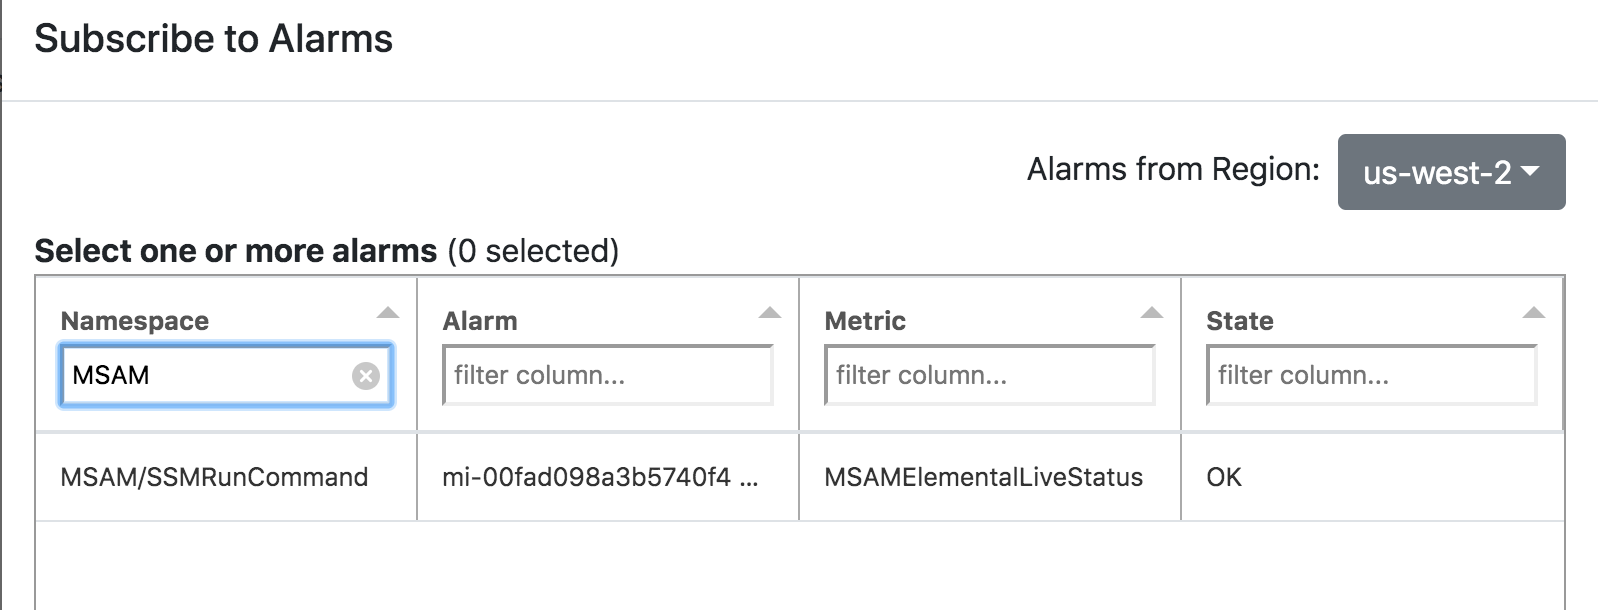 Subscribe to Alarms
Alarms from Region: us-west-2
Select one or more alarms (0 selected)
Namespace Alarm Metric State
MSAM filter column... filter column... filter column...
MSAM/SSMRunCommand mi-00fad098a3b5740f4 ... MSAMElementalLiveStatus OK